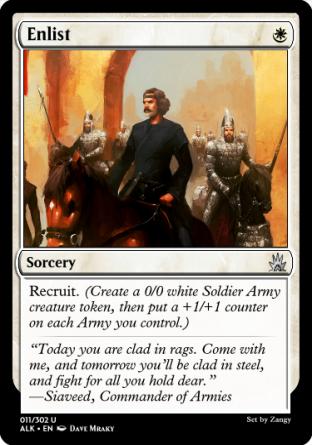 Enlist
Sorcery
Recruit. (Create a 0/0 white Soldier Army
creature token, then put a +1/+1 counter
on each Army you control.)
“Today you are clad in rags. Come with
me, and tomorrow you’ll be clad in steel,
and fight for all you hold dear.”
—Siaveed, Commander of Armies
011/302 U
ALK • EN Dave Mraky
Set by Zangy